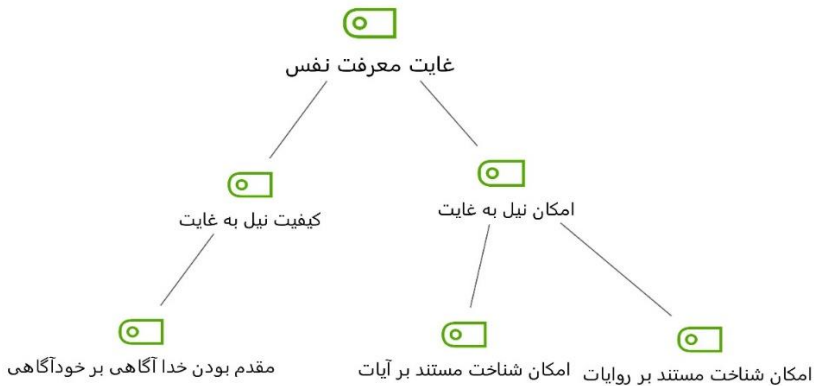 غایت معرفت نفس
امکان نیل به غایت
کیفیت نیل به غایت
امکان شناخت مستند بر روایات
امکان شناخت مستند بر آیات
مقدم بودن خدا آگاهی بر خودآگاهی